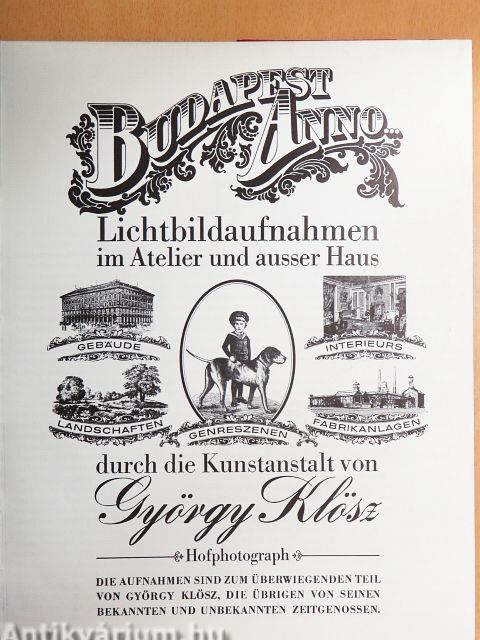 BUDAPEST
ANNO...
Lichtbildaufnahmen
im Atelier und ausser Haus
GEBÄUDE
INTERIEURS
LANDSCHAFTEN
GENRESZENEN
FABRIKANLAGEN
durch die Kunstanstalt von
György Klösz
Hofphotograph
DIE AUFNAHMEN SIND ZUM ÜBERWIEGENDEN TEIL
VON GYÖRGY KLÖSZ, DIE ÜBRIGEN VON SEINEN
BEKANNTEN UND UNBEKANNTEN ZEITGENOSSEN.
Antikvárium.hu